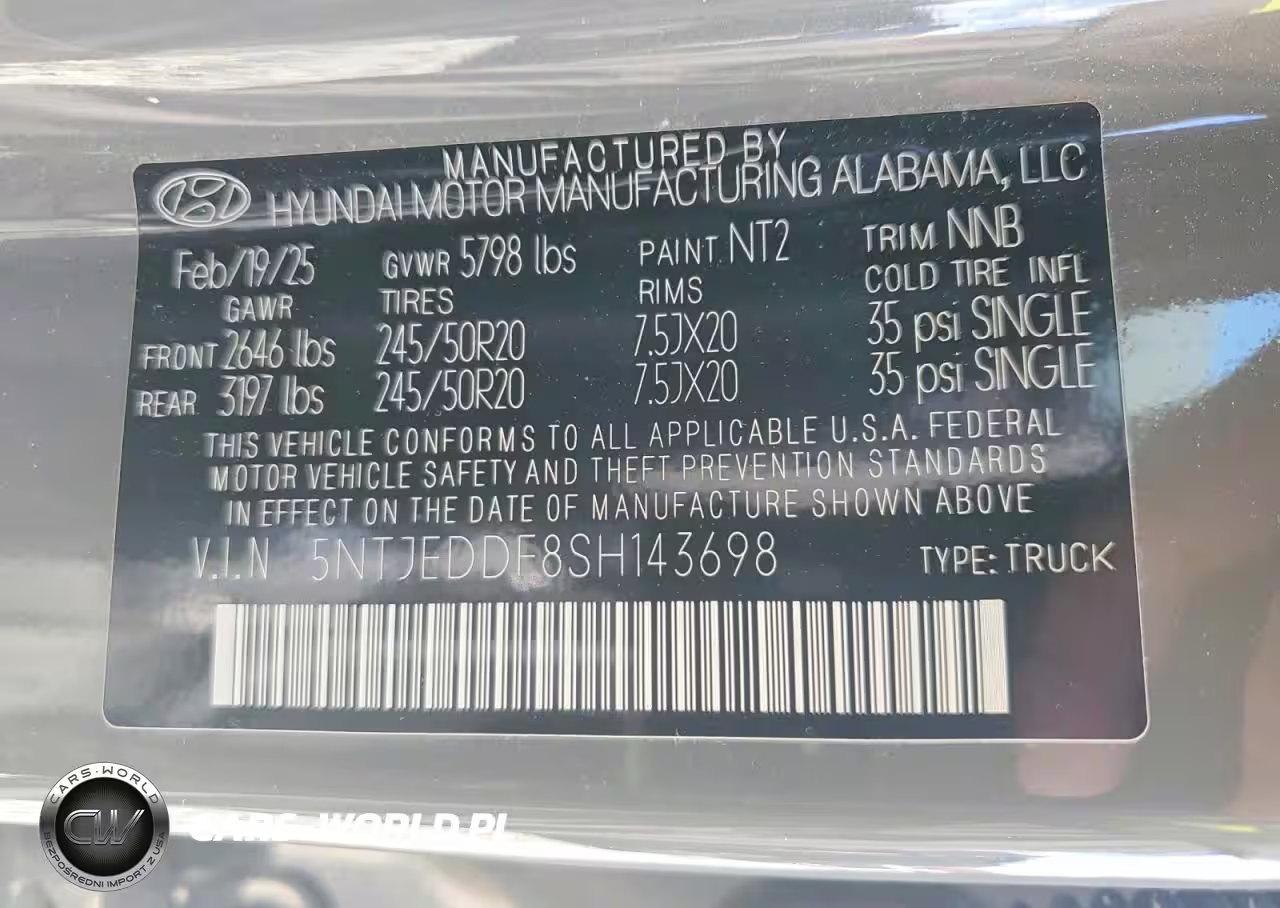 MANUFACTURED BY
HYUNDAI MOTOR MANUFACTURING ALABAMA, LLC
Feb/19/25 GVWR 5798 lbs PAINT NT2 TRIM NNB
GAWR TIRES RIMS COLD TIRE INFL
FRONT 2646 lbs 245/50R20 7.5JX20 35 psi SINGLE
REAR 3197 lbs 245/50R20 7.5JX20 35 psi SINGLE
THIS VEHICLE CONFORMS TO ALL APPLICABLE U.S.A. FEDERAL
MOTOR VEHICLE SAFETY AND THEFT PREVENTION STANDARDS
IN EFFECT ON THE DATE OF MANUFACTURE SHOWN ABOVE
V.I.N 5NTJEDDF8SH143698 TYPE: TRUCK
CARS-WORLD
CW
BEZPOŚREDNI IMPORT Z USA
CARS-WORLD.PL